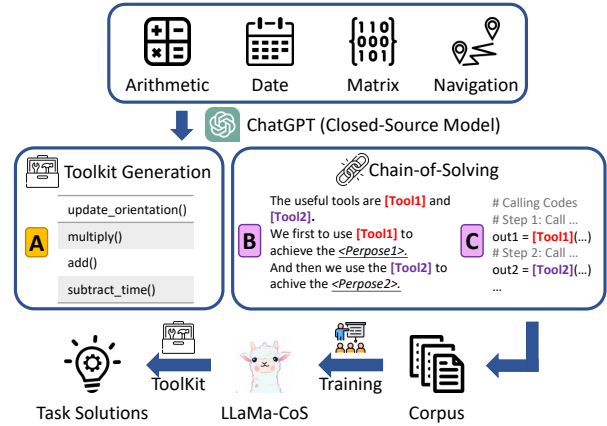 110
000
101
Arithmetic
Date
Matrix
Navigation
ChatGPT (Closed-Source Model)
Toolkit Generation
A
update_orientation()
multiply()
add()
subtract_time()
Chain-of-Solving
B
The useful tools are [Tool1] and
[Tool2].
We first to use [Tool1] to
achieve the <Perpose1>.
And then we use the [Tool2] to
achive the <Perpose2>.
C
# Calling Codes
# Step 1: Call ...
out1 = [Tool1](...)
# Step 2: Call ...
out2 = [Tool2](...)
...
ToolKit
Training
Task Solutions
LLaMa-CoS
Corpus